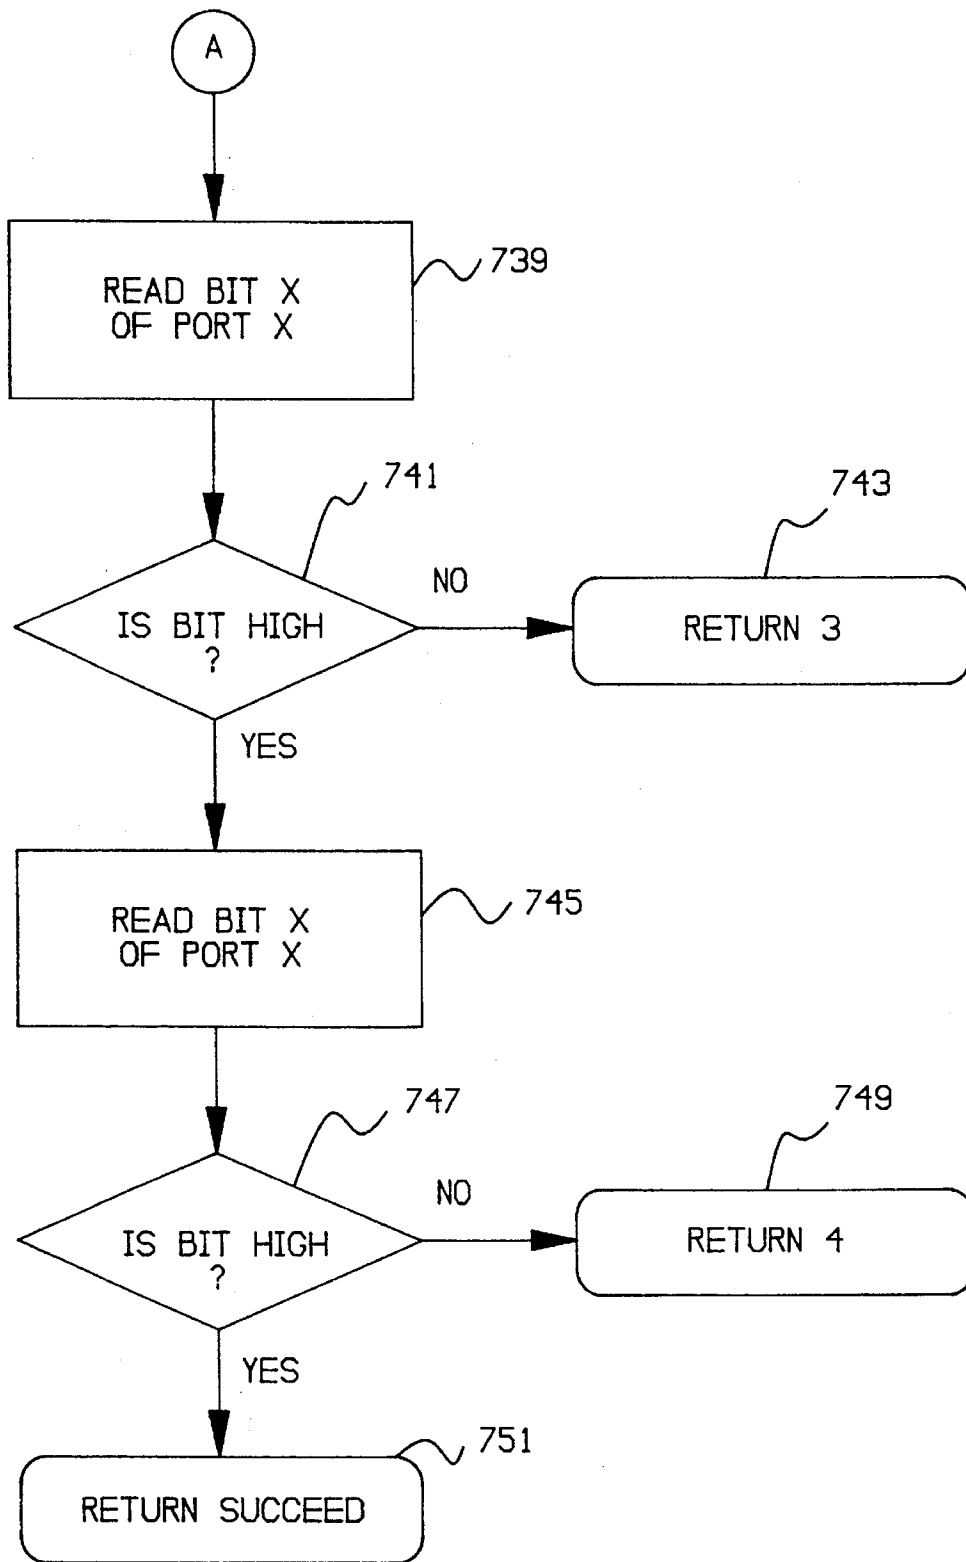 A
739
READ BIT X
OF PORT X
741
743
NO
IS BIT HIGH
?
RETURN 3
YES
745
READ BIT X
OF PORT X
747
749
NO
IS BIT HIGH
?
RETURN 4
YES
751
RETURN SUCCEED